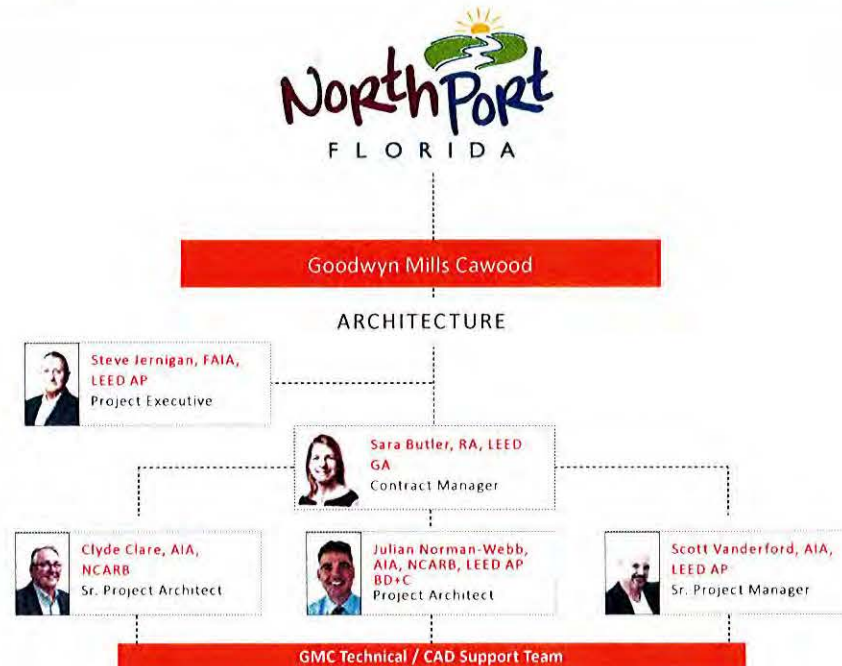 NorthPort
FLORIDA
Goodwyn Mills Cawood
ARCHITECTURE
Steve Jernigan, FAIA,
LEED AP
Project Executive
Sara Butler, RA, LEED
GA
Contract Manager
Clyde Clare, AIA,
NCARB
Sr. Project Architect
Julian Norman-Webb,
AIA, NCARB, LEED AP
BD+C
Project Architect
Scott Vanderford, AIA,
LEED AP
Sr. Project Manager
GMC Technical / CAD Support Team